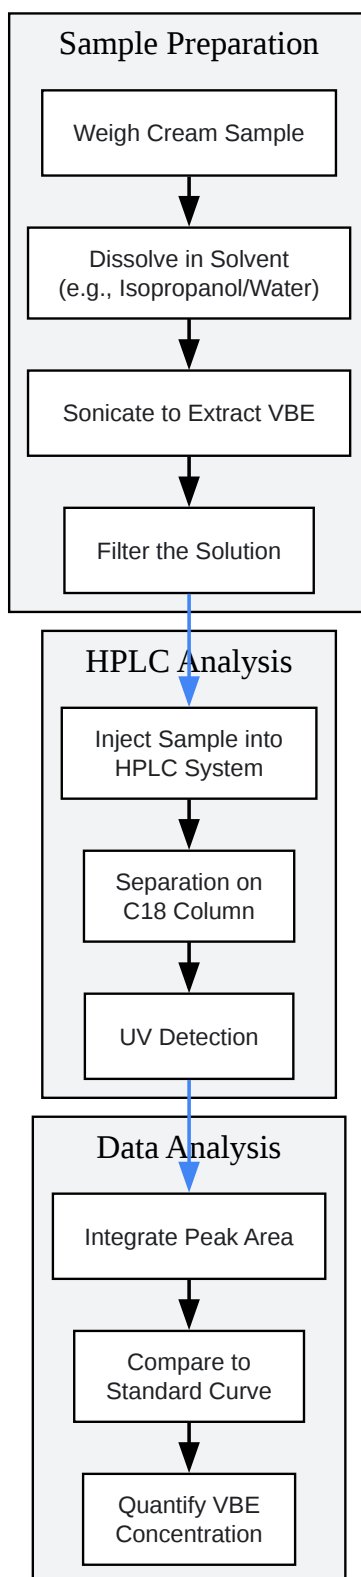 Sample Preparation
Weigh Cream Sample
Dissolve in Solvent
(e.g., Isopropanol/Water)
Sonicate to Extract VBE
Filter the Solution
HPLC Analysis
Inject Sample into
HPLC System
Separation on
C18 Column
UV Detection
Data Analysis
Integrate Peak Area
Compare to
Standard Curve
Quantify VBE
Concentration